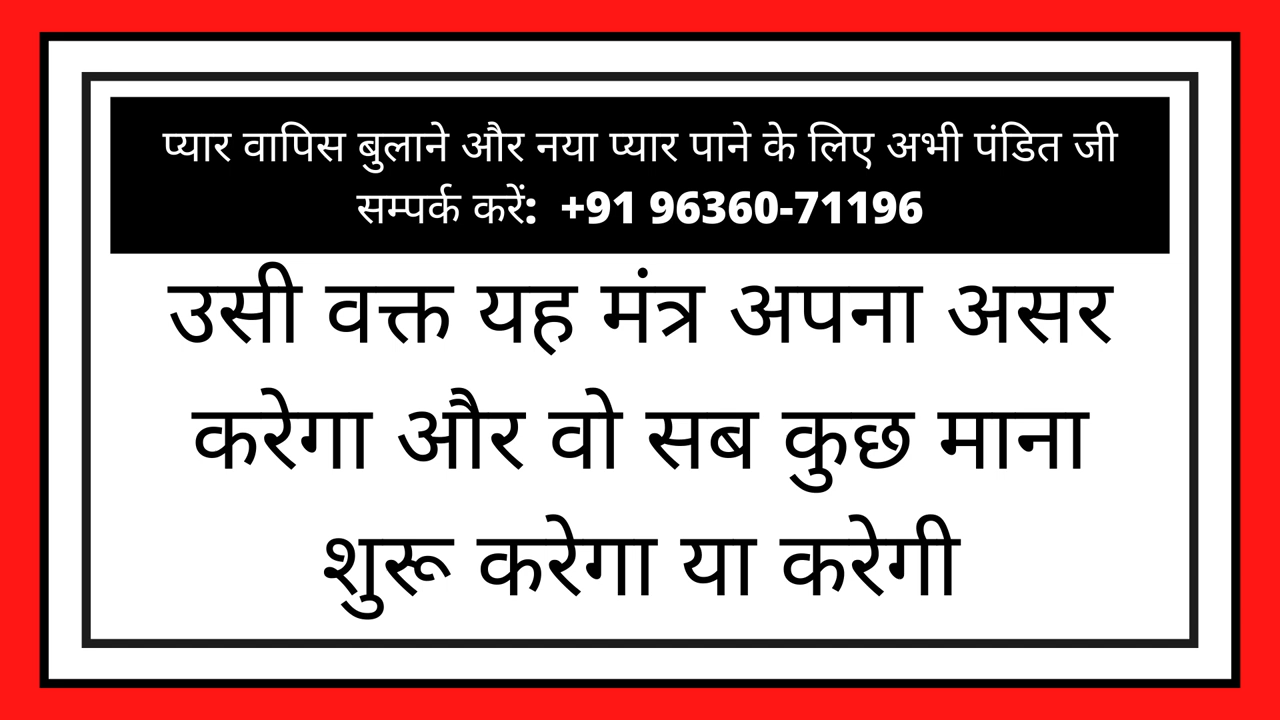 प्यार वापिस बुलाने और नया प्यार पाने के लिए अभी पंडित जी
सम्पर्क करें: +91 96360-71196
उसी वक्त यह मंत्र अपना असर
करेगा और वो सब कुछ माना
शुरू करेगा या करेगी